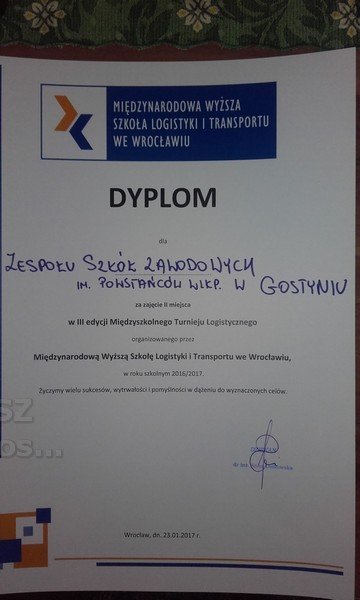 MIĘDZYNARODOWA WYŻSZA
SZKOŁA LOGISTYKI I TRANSPORTU
WE WROCŁAWIU
DYPLOM
dla
ZESPOŁU SZKÓŁ ZAWODOWYCH
IM. POWSTAŃCÓW WLKP. W GOSTYNIU
za zajęcie II miejsca
w III edycji Międzyszkolnego Turnieju Logistycznego
organizowanego przez
Międzynarodową Wyższą Szkołę Logistyki i Transportu we Wrocławiu,
w roku szkolnym 2016/2017.
Życzymy wielu sukcesów, wytrwałości i pomyślności w dążeniu do wyznaczonych celów.
SZ
os...
Wrocław, dn. 23.01.2017 r.